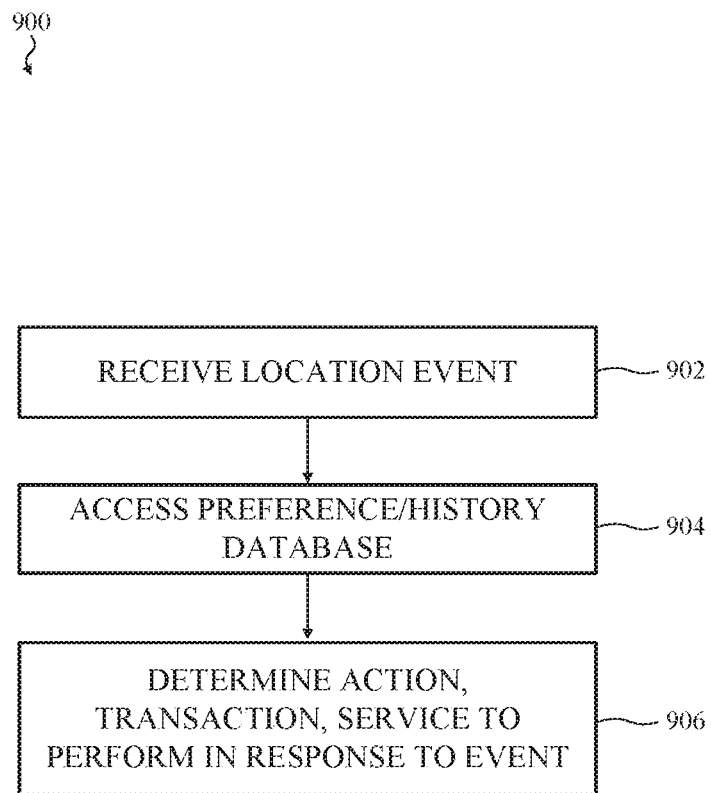 900
RECEIVE LOCATION EVENT
902
ACCESS PREFERENCE/HISTORY
DATABASE
904
DETERMINE ACTION,
TRANSACTION, SERVICE TO
PERFORM IN RESPONSE TO EVENT
906